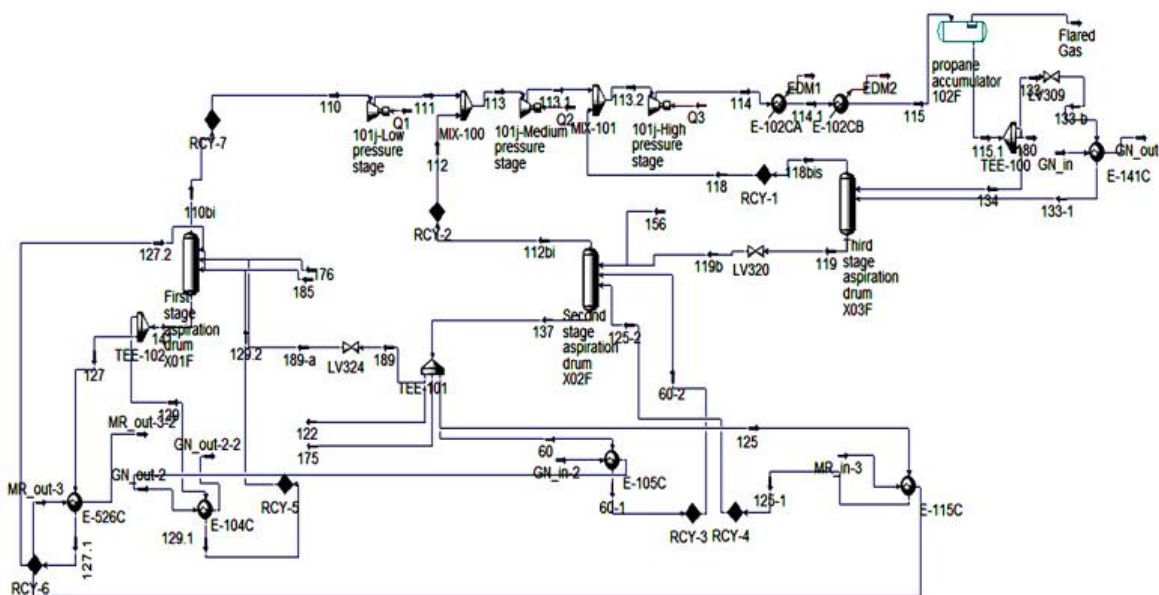 Flared
Gas
propane
accumulator
102F
EDM1
EDM2
LV309
133-b
110
111
113
113.1
113.2
114
114.1
115
115.1
180
Q1
Q2
Q3
MIX-100
MIX-101
E-102CA
E-102CB
TEE-100
GN_in
GN_out
E-141C
101j-Low
pressure
stage
101j-Medium
pressure
stage
101j-High
pressure
stage
RCY-7
112
118
118bis
RCY-1
134
133-1
110bi
RCY-2
156
127.2
112bi
119b
LV320
119
Third
stage
aspiration
drum
X03F
176
185
First
stage
aspiration
drum
X01F
TEE-102
137
Second
stage
aspiration
drum
X02F
125-2
127
129.2
189-a
LV324
189
TEE-101
60-2
129
MR_out-3-2
GN_out-2-2
122
175
60
125
GN_out-2
GN_in-2
E-105C
MR_in-3
MR_out-3
E-526C
RCY-5
E-104C
60-1
E-115C
127.1
129.1
RCY-3
RCY-4
RCY-6